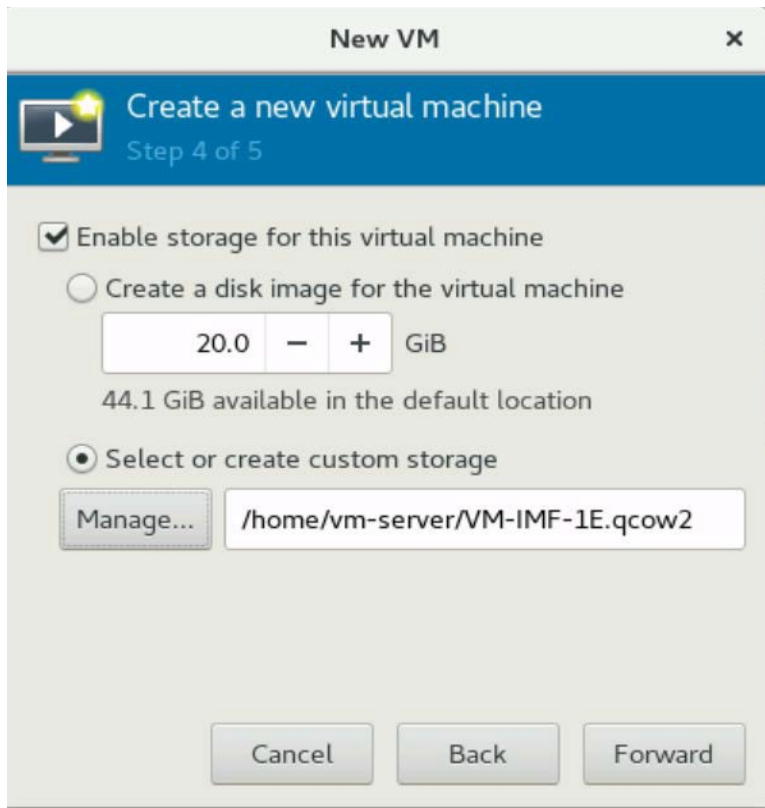 New VM
Create a new virtual machine
Step 4 of 5
Enable storage for this virtual machine
Create a disk image for the virtual machine
20.0 − + GiB
44.1 GiB available in the default location
Select or create custom storage
Manage... /home/vm-server/VM-IMF-1E.qcow2
Cancel Back Forward